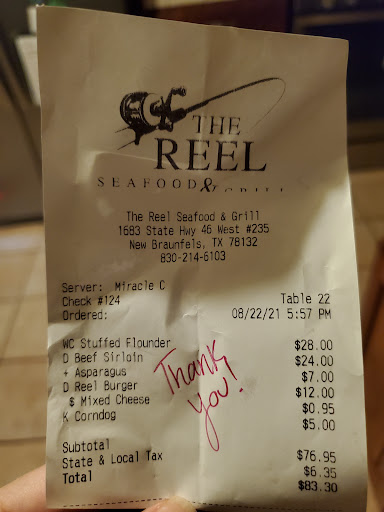 THE
REEL
SEAFOOD & GRILL
The Reel Seafood & Grill
1683 State Hwy 46 West #235
New Braunfels, TX 78132
830-214-6103
Server: Miracle C
Check #124 Table 22
Ordered: 08/22/21 5:57 PM
WC Stuffed Flounder $28.00
D Beef Sirloin $24.00
+ Asparagus $7.00
D Reel Burger $12.00
$ Mixed Cheese $0.95
K Corndog $5.00
Thank
you!
Subtotal $76.95
State & Local Tax $6.35
Total $83.30